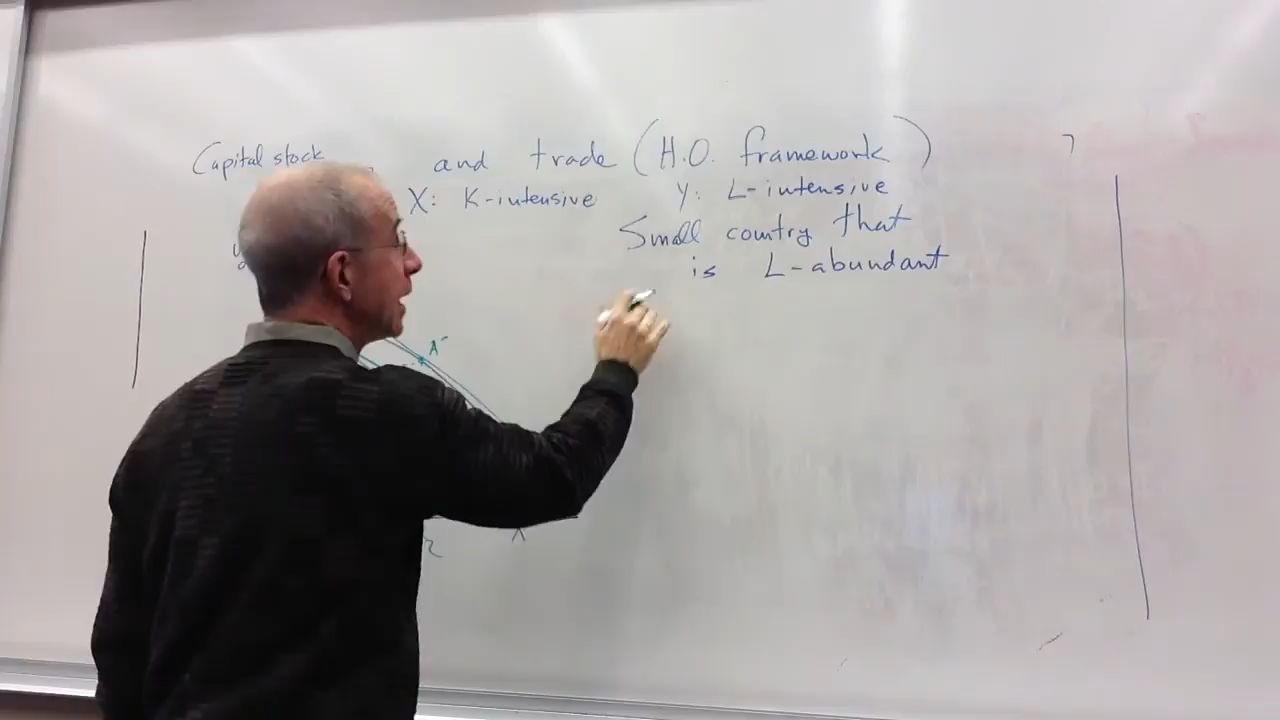 Capital stock and trade (H.O. framework)
X: K-intensive Y: L-intensive
Small country that
is L-abundant
A'
X